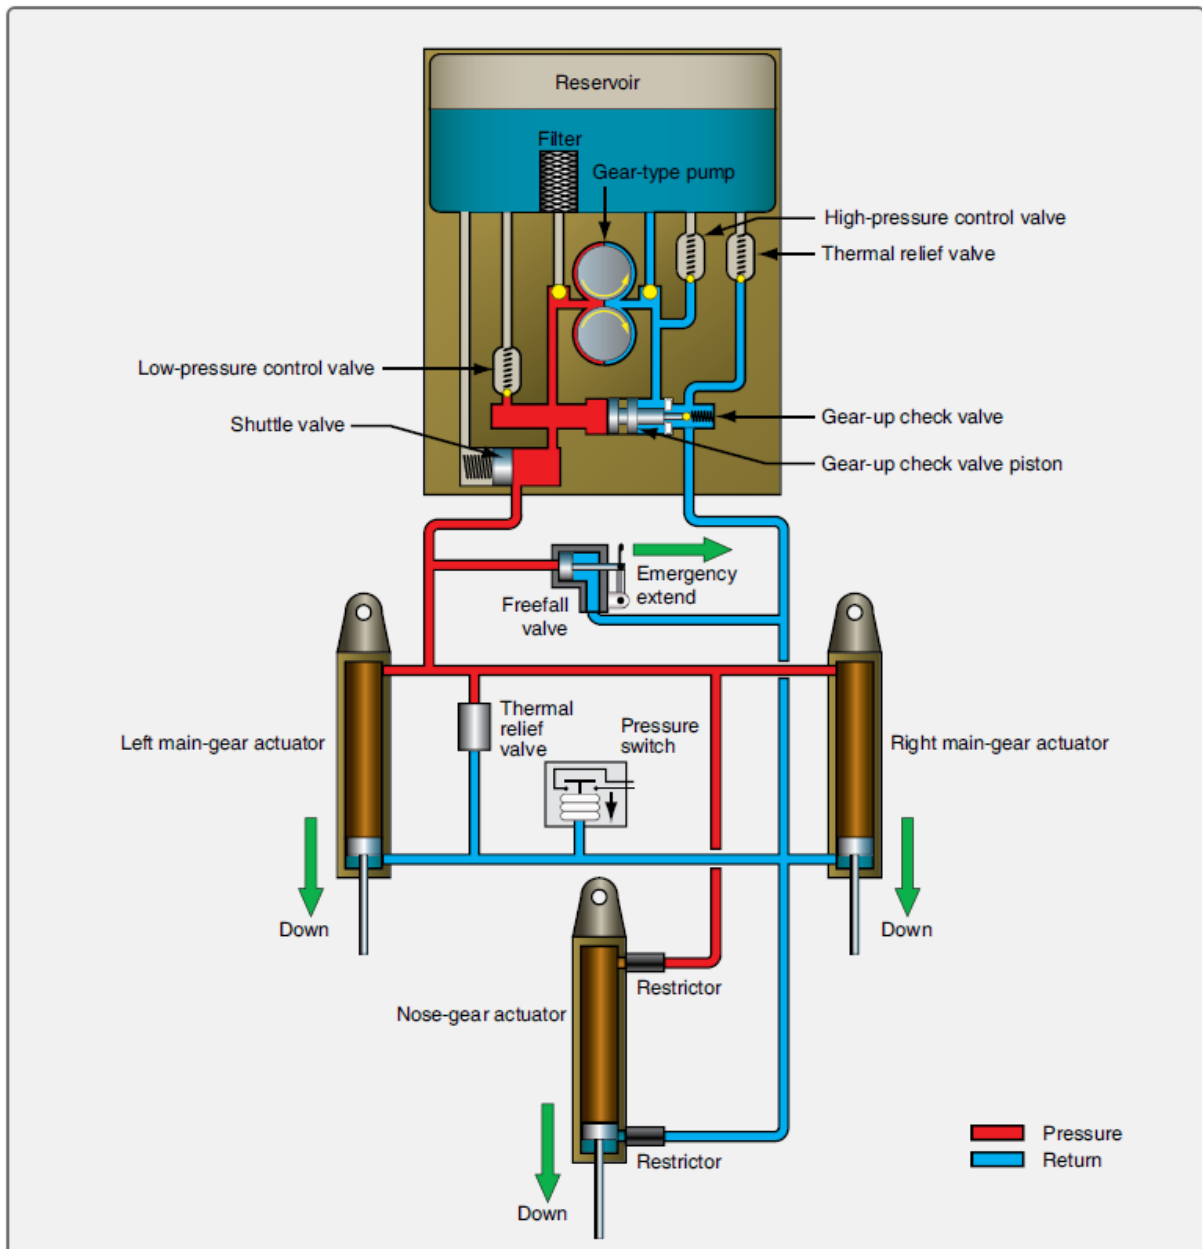 Reservoir
Filter
Gear-type pump
High-pressure control valve
Thermal relief valve
Low-pressure control valve
Shuttle valve
Gear-up check valve
Gear-up check valve piston
Emergency
extend
Freefall
valve
Thermal
relief
valve
Pressure
switch
Left main-gear actuator
Right main-gear actuator
Down
Down
Restrictor
Nose-gear actuator
Restrictor
Down
Pressure
Return